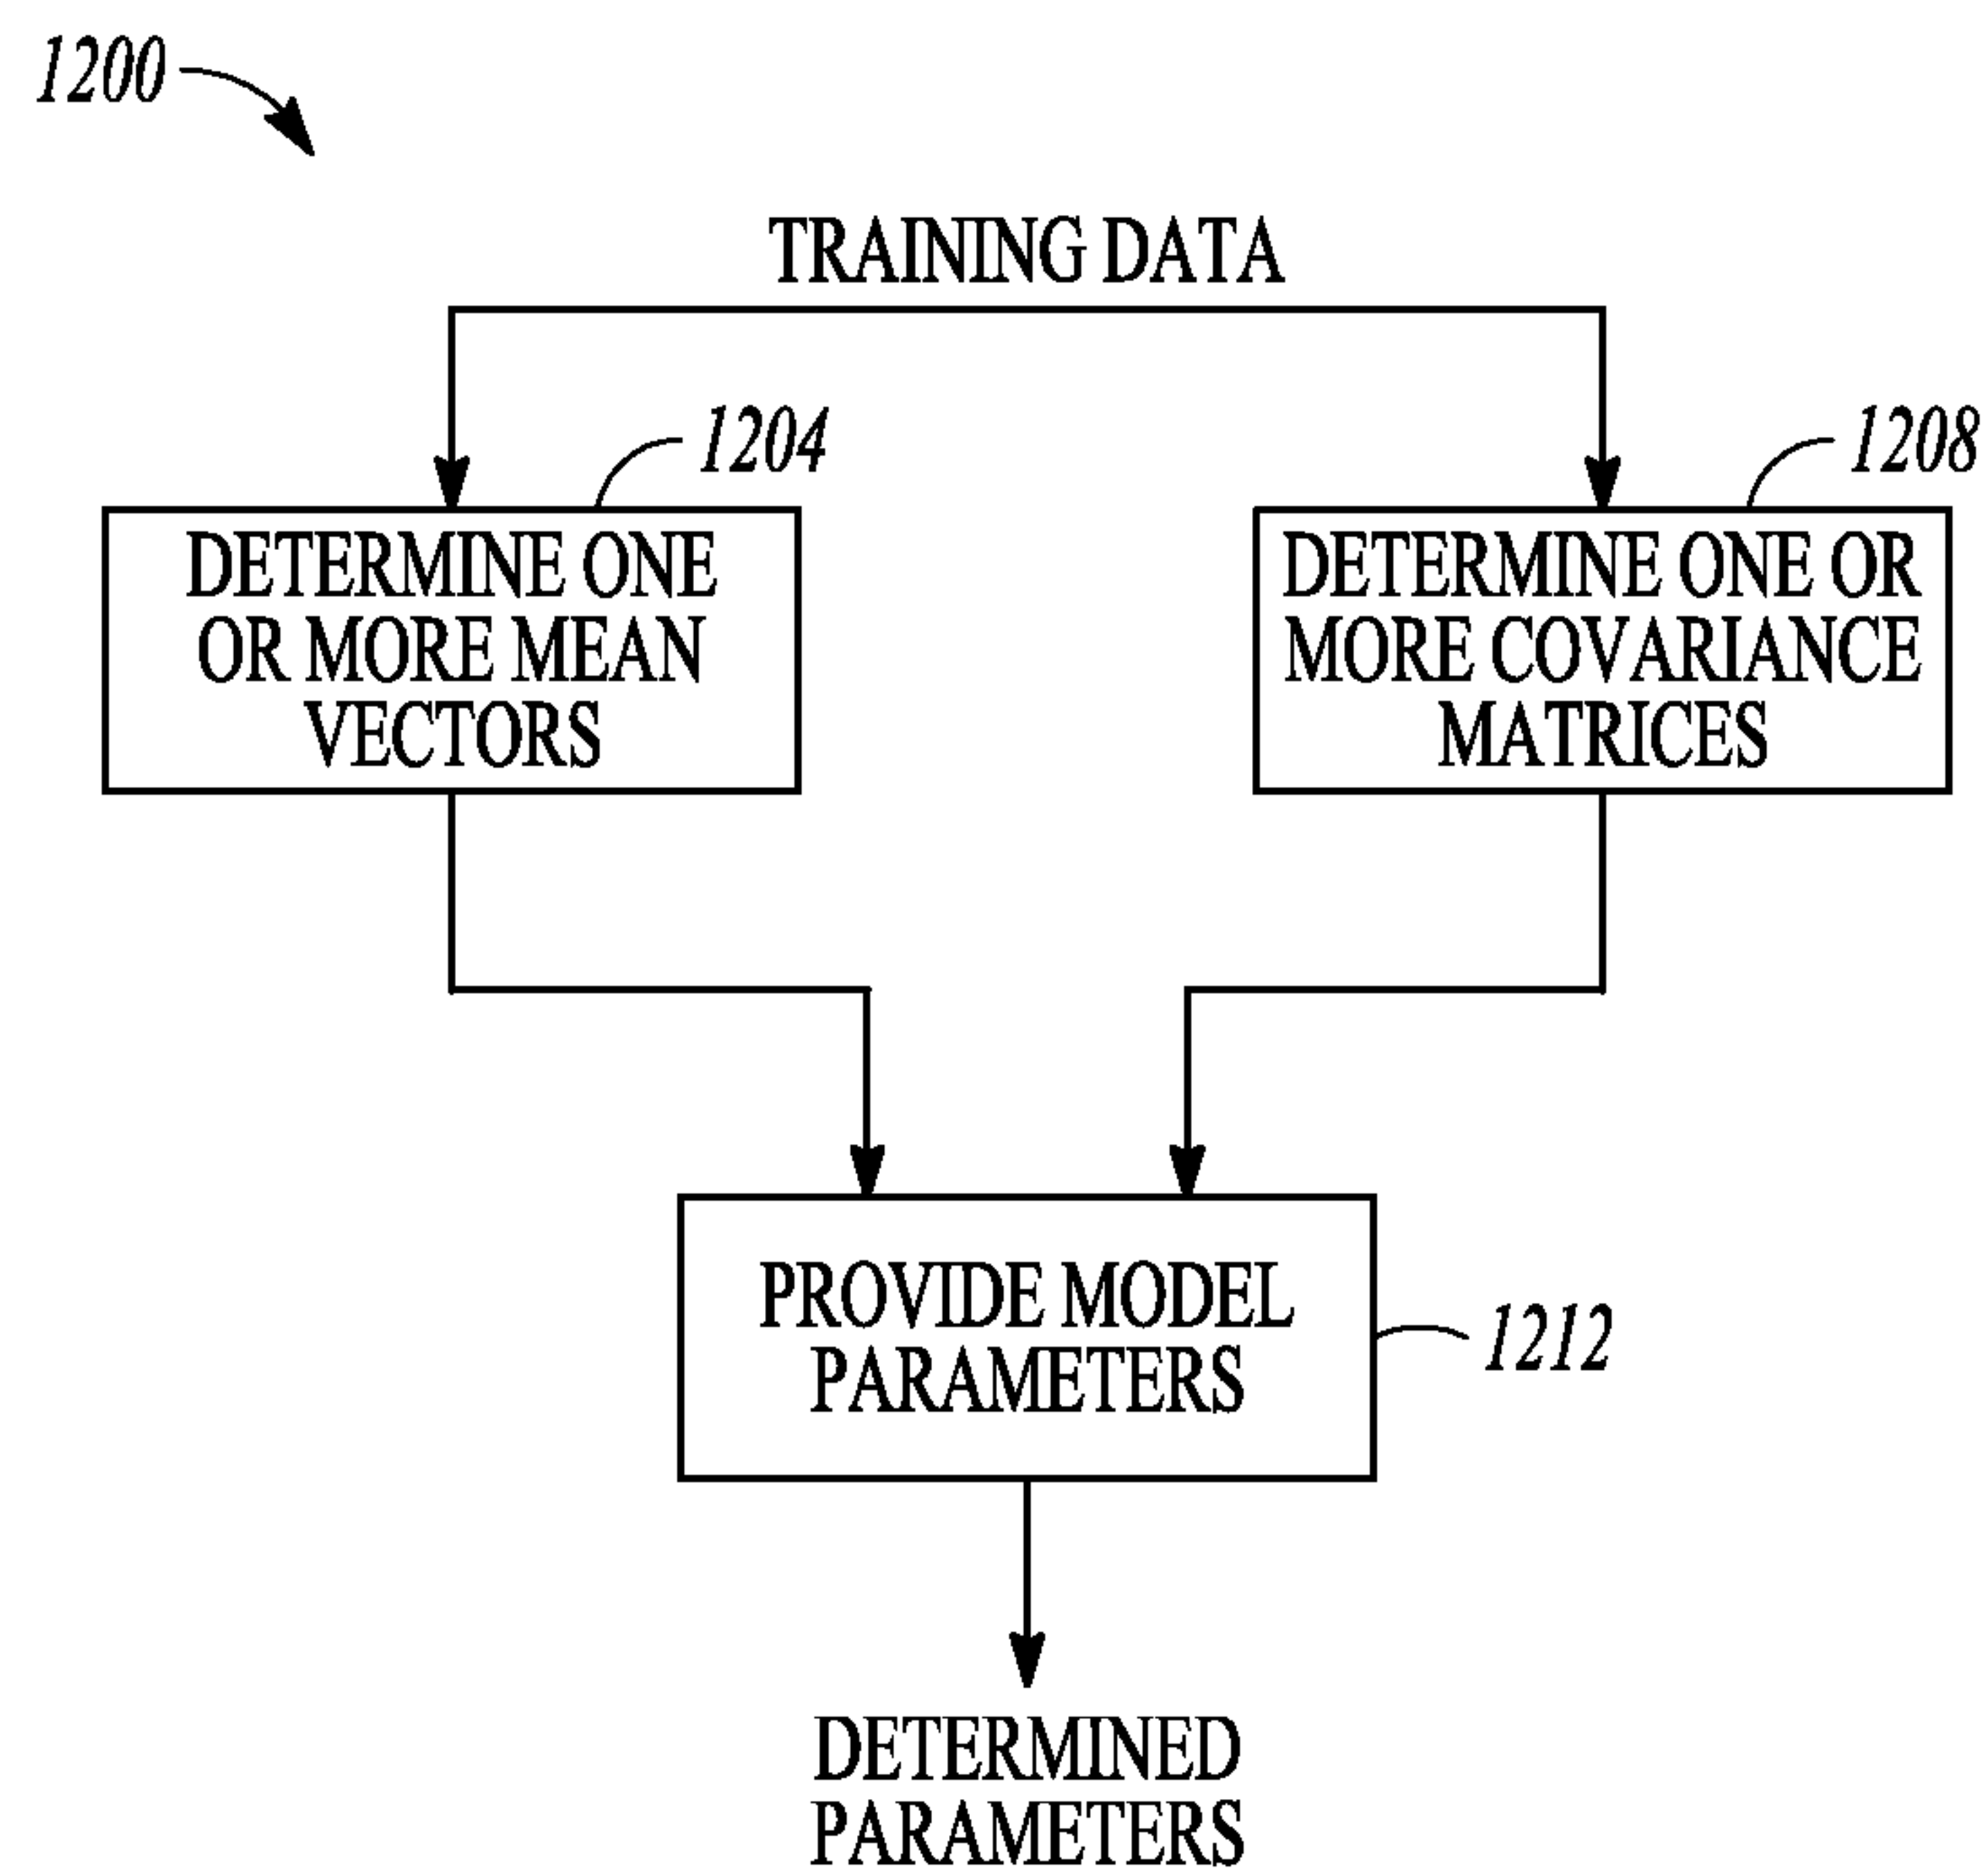 1200
TRAINING DATA
1204
1208
DETERMINE ONE
OR MORE MEAN
VECTORS
DETERMINE ONE OR
MORE COVARIANCE
MATRICES
PROVIDE MODEL
PARAMETERS
1212
DETERMINED
PARAMETERS